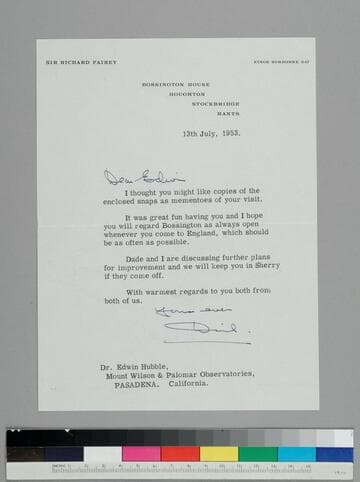 SIR RICHARD FAIREY KINGS SOMBORNE 247
BOSSINGTON HOUSE
HOUGHTON
STOCKBRIDGE
HANTS
13th July, 1953.
Dear Edwin
I thought you might like copies of the
enclosed snaps as mementoes of your visit.
It was great fun having you and I hope
you will regard Bossington as always open
whenever you come to England, which should
be as often as possible.
Dade and I are discussing further plans
for improvement and we will keep you in Sherry
if they come off.
With warmest regards to you both from
both of us.
Yours ever
Dick.
Dr. Edwin Hubble,
Mount Wilson & Palomar Observatories,
PASADENA. California.